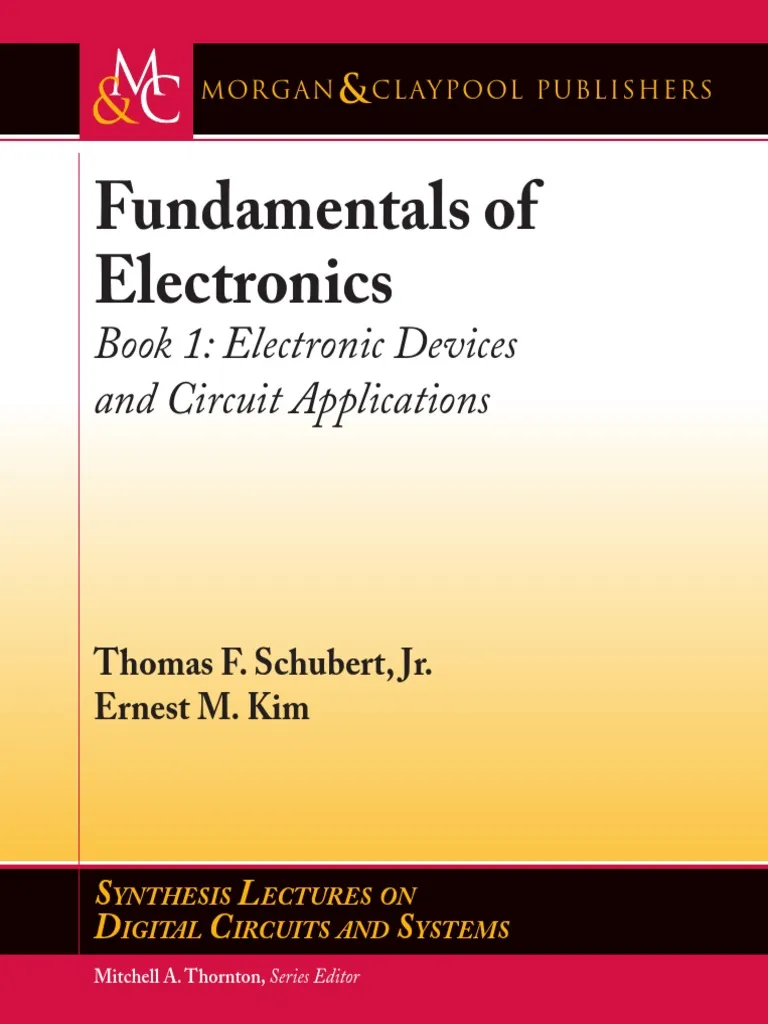 M
&C
MORGAN & CLAYPOOL PUBLISHERS
Fundamentals of
Electronics
Book 1: Electronic Devices
and Circuit Applications
Thomas F. Schubert, Jr.
Ernest M. Kim
SYNTHESIS LECTURES ON
DIGITAL CIRCUITS AND SYSTEMS
Mitchell A. Thornton, Series Editor